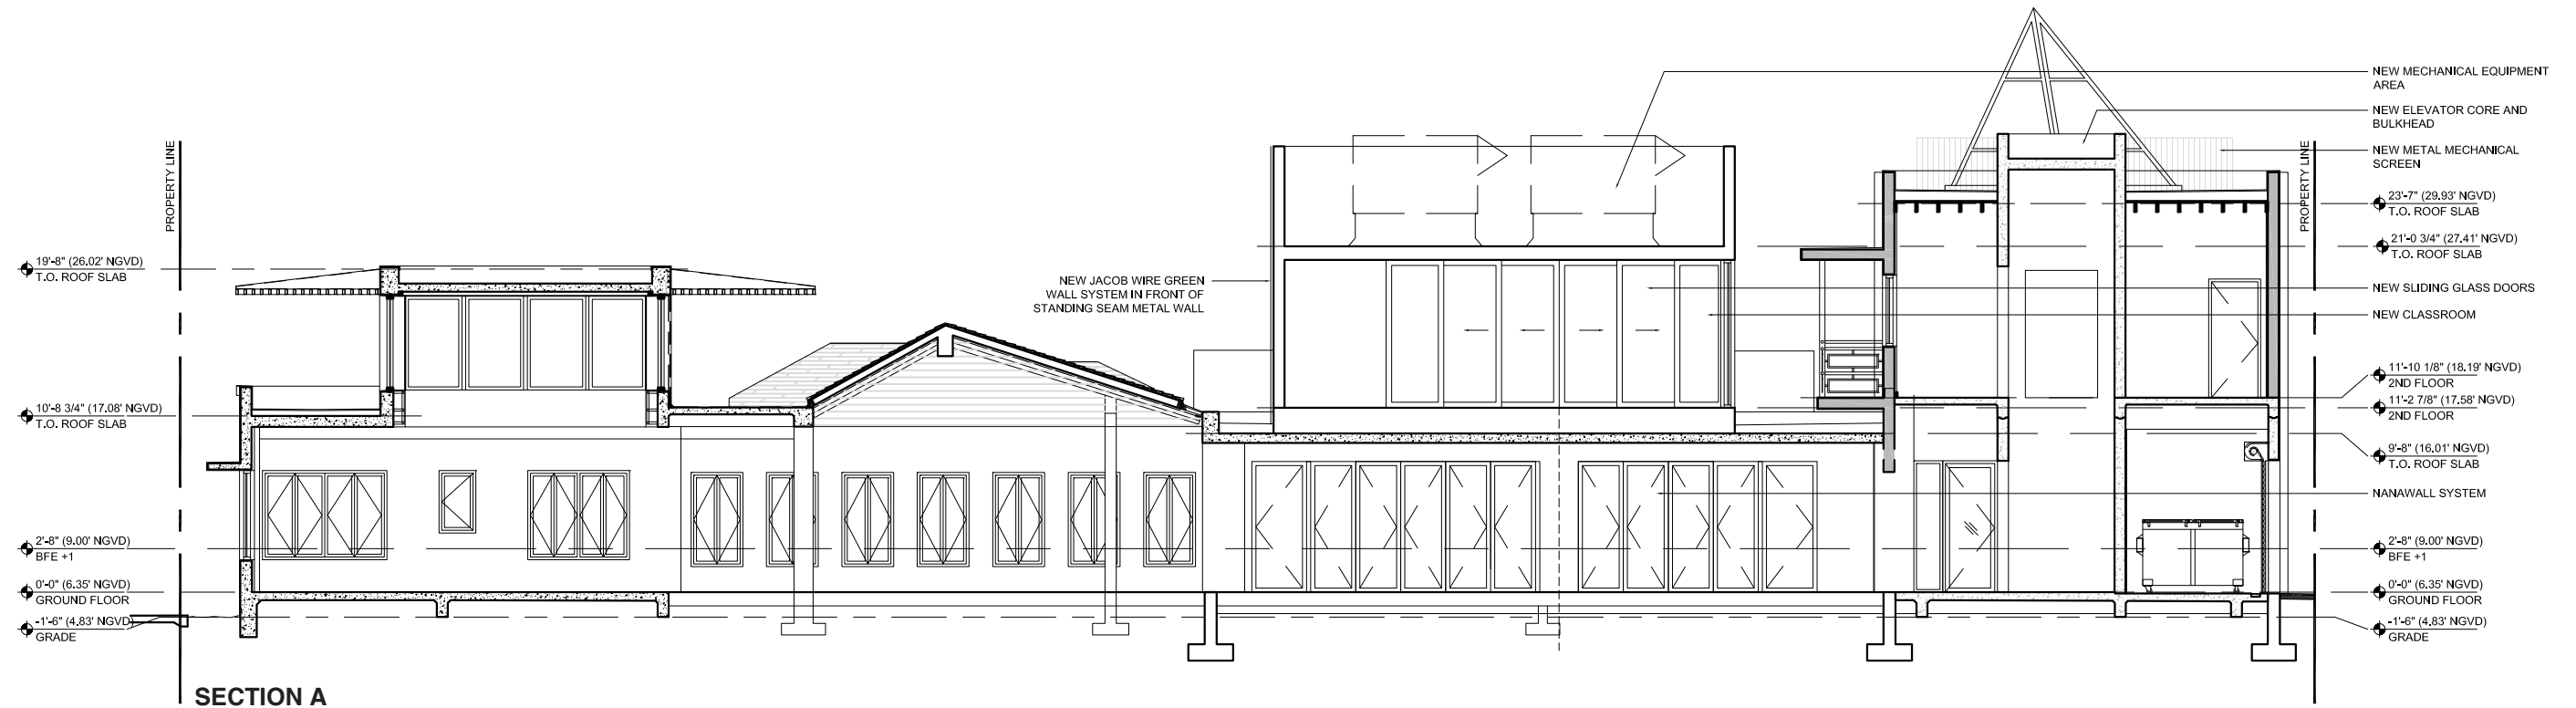 PROPERTY LINE
19'-8" (26.02' NGVD)
T.O. ROOF SLAB
10'-8 3/4" (17.08' NGVD)
T.O. ROOF SLAB
2'-8" (9.00' NGVD)
BFE +1
0'-0" (6.35' NGVD)
GROUND FLOOR
-1'-6" (4.83' NGVD)
GRADE
NEW JACOB WIRE GREEN
WALL SYSTEM IN FRONT OF
STANDING SEAM METAL WALL
PROPERTY LINE
NEW MECHANICAL EQUIPMENT
AREA
NEW ELEVATOR CORE AND
BULKHEAD
NEW METAL MECHANICAL
SCREEN
23'-7" (29.93' NGVD)
T.O. ROOF SLAB
21'-0 3/4" (27.41' NGVD)
T.O. ROOF SLAB
NEW SLIDING GLASS DOORS
NEW CLASSROOM
11'-10 1/8" (18.19' NGVD)
2ND FLOOR
11'-2 7/8" (17.58' NGVD)
2ND FLOOR
9'-8" (16.01' NGVD)
T.O. ROOF SLAB
NANAWALL SYSTEM
2'-8" (9.00' NGVD)
BFE +1
0'-0" (6.35' NGVD)
GROUND FLOOR
-1'-6" (4.83' NGVD)
GRADE
SECTION A